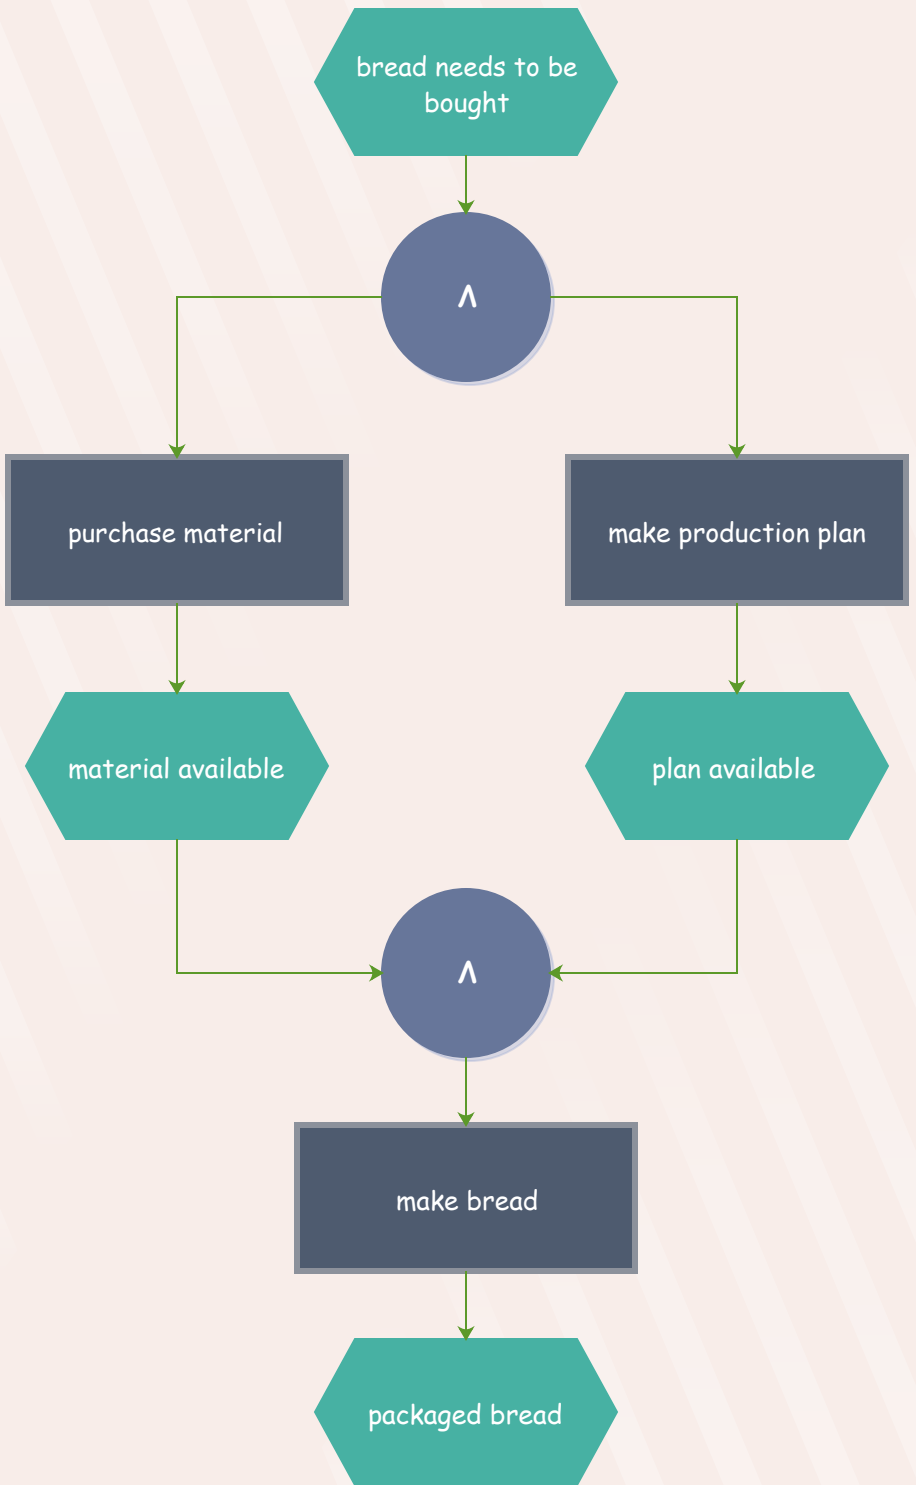 bread needs to be
bought
∧
purchase material
make production plan
material available
plan available
∧
make bread
packaged bread